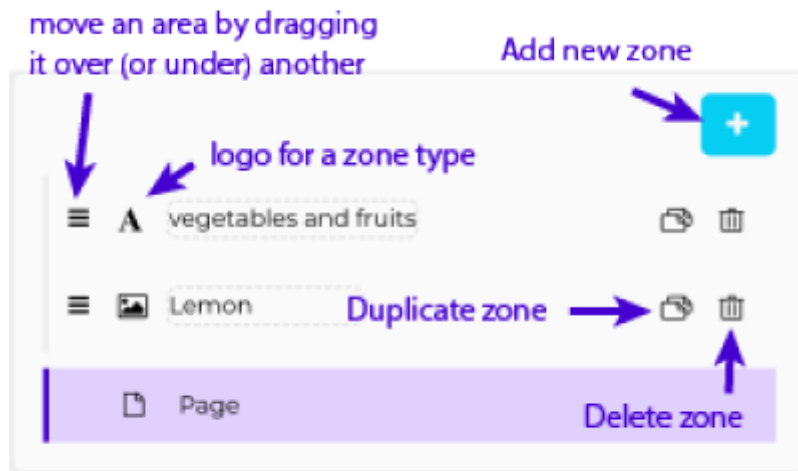 move an area by dragging
it over (or under) another
Add new zone
+
logo for a zone type
A vegetables and fruits
Lemon
Duplicate zone
Page
Delete zone